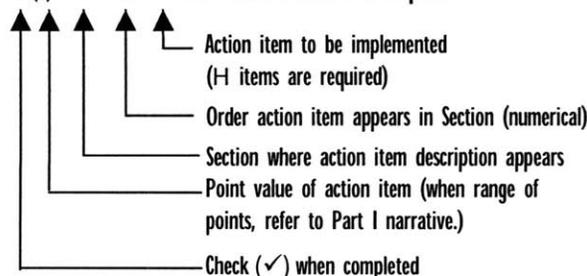 Action item to be implemented
(H items are required)
Order action item appears in Section (numerical)
Section where action item description appears
Point value of action item (when range of
points, refer to Part I narrative.)
Check (✓) when completed